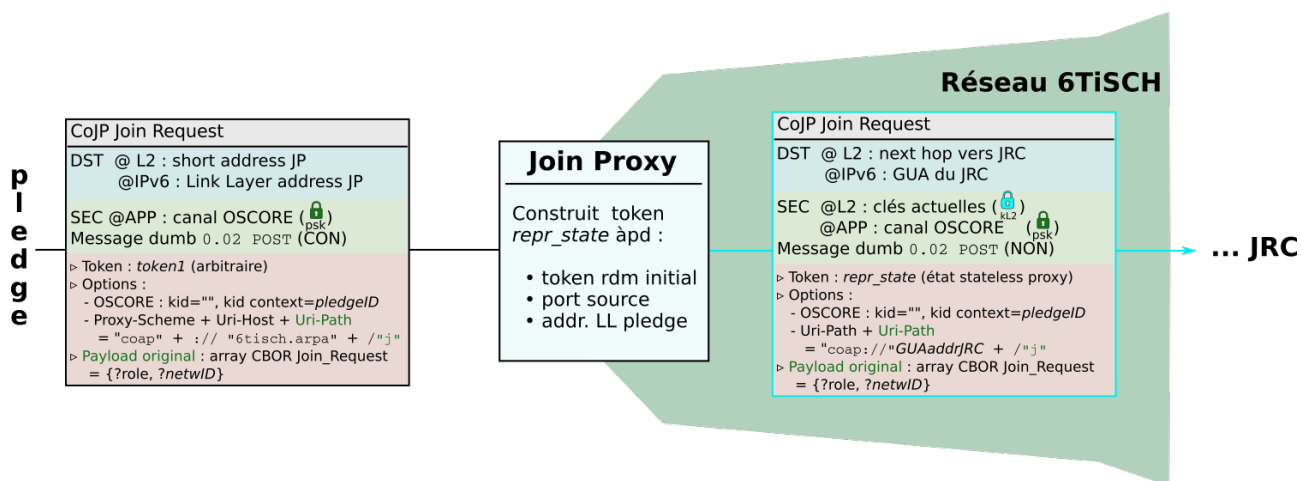 pledge
CoJP Join Request
DST @ L2 : short address JP
@IPv6 : Link Layer address JP
SEC @APP : canal OSCORE ( )
psk
Message dumb 0.02 POST (CON)
▹ Token : token1 (arbitraire)
▹ Options :
- OSCORE : kid="", kid context=pledgeID
- Proxy-Scheme + Uri-Host + Uri-Path
= "coap" + :// "6tisch.arpa" + /"j"
▹ Payload original : array CBOR Join_Request
= {?role, ?netwID}
Join Proxy
Construit token
repr_state àpd :
• token rdm initial
• port source
• addr. LL pledge
Réseau 6TiSCH
CoJP Join Request
DST @ L2 : next hop vers JRC
@IPv6 : GUA du JRC
SEC @L2 : clés actuelles ( )
kL2
@APP : canal OSCORE ( )
psk
Message dumb 0.02 POST (NON)
▹ Token : repr_state (état stateless proxy)
▹ Options :
- OSCORE : kid="", kid context=pledgeID
- Uri-Path + Uri-Path
= "coap://"GUAaddrJRC + /"j"
▹ Payload original : array CBOR Join_Request
= {?role, ?netwID}
... JRC